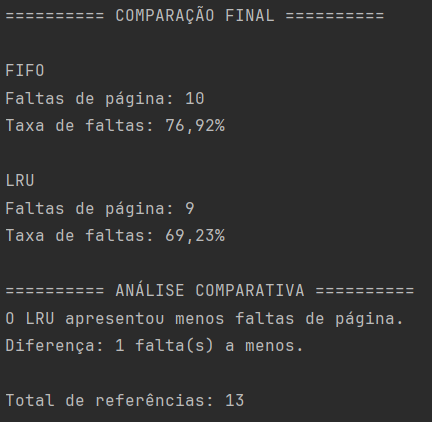 ========== COMPARAÇÃO FINAL ==========
FIFO
Faltas de página: 10
Taxa de faltas: 76,92%
LRU
Faltas de página: 9
Taxa de faltas: 69,23%
========== ANÁLISE COMPARATIVA ==========
O LRU apresentou menos faltas de página.
Diferença: 1 falta(s) a menos.
Total de referências: 13